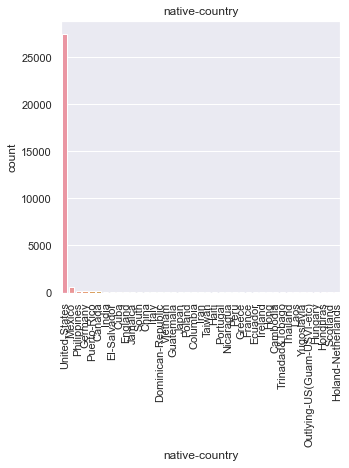 native-country
25000
20000
15000
10000
5000
0
count
United-States
Mexico
Philippines
Germany
Puerto-Rico
Canada
India
El-Salvador
Cuba
England
Jamaica
South
China
Italy
Dominican-Republic
Vietnam
Guatemala
Japan
Poland
Columbia
Iran
Taiwan
Haiti
Portugal
Nicaragua
Peru
Greece
France
Ecuador
Ireland
Hong
Cambodia
Trinadad&Tobago
Thailand
Laos
Yugoslavia
Outlying-US(Guam-USVI-etc)
Hungary
Honduras
Scotland
Holand-Netherlands
native-country